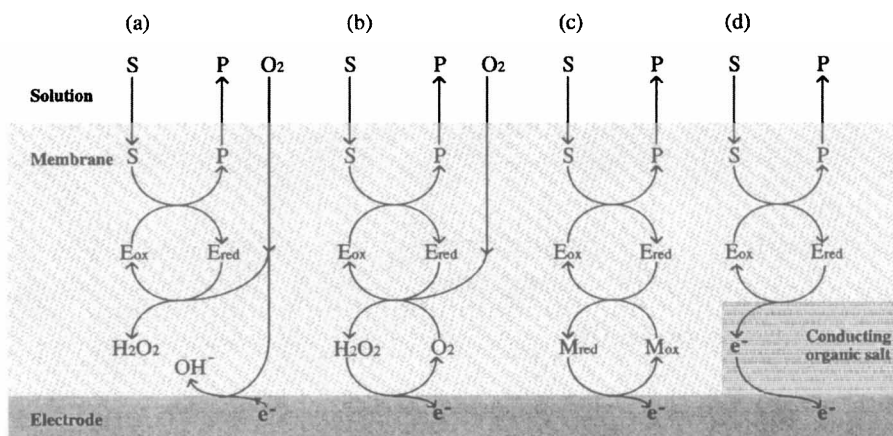 (a) (b) (c) (d)
S P O₂ S P O₂ S P S P
Solution
Membrane S P S P S P S P
Eox Ered Eox Ered Eox Ered Eox Ered
H₂O₂ H₂O₂ O₂ Mred Mox e⁻ Conducting
organic salt
OH⁻
Electrode e⁻ e⁻ e⁻ e⁻